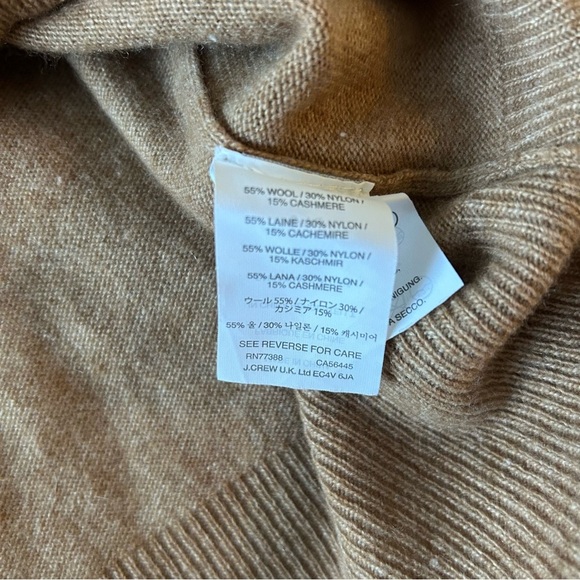 55% WOOL / 30% NYLON /
15% CASHMERE
55% LAINE / 30% NYLON /
15% CACHEMIRE
55% WOLLE / 30% NYLON /
15% KASCHMIR
55% LANA / 30% NYLON /
15% CASHMERE
ウール 55% / ナイロン 30% /
カシミア 15%
55% 울 / 30% 나일론 / 15% 캐시미어
SEE REVERSE FOR CARE
RN77388 CA56445
J.CREW U.K. Ltd EC4V 6JA
NIGUNG.
A SECCO.